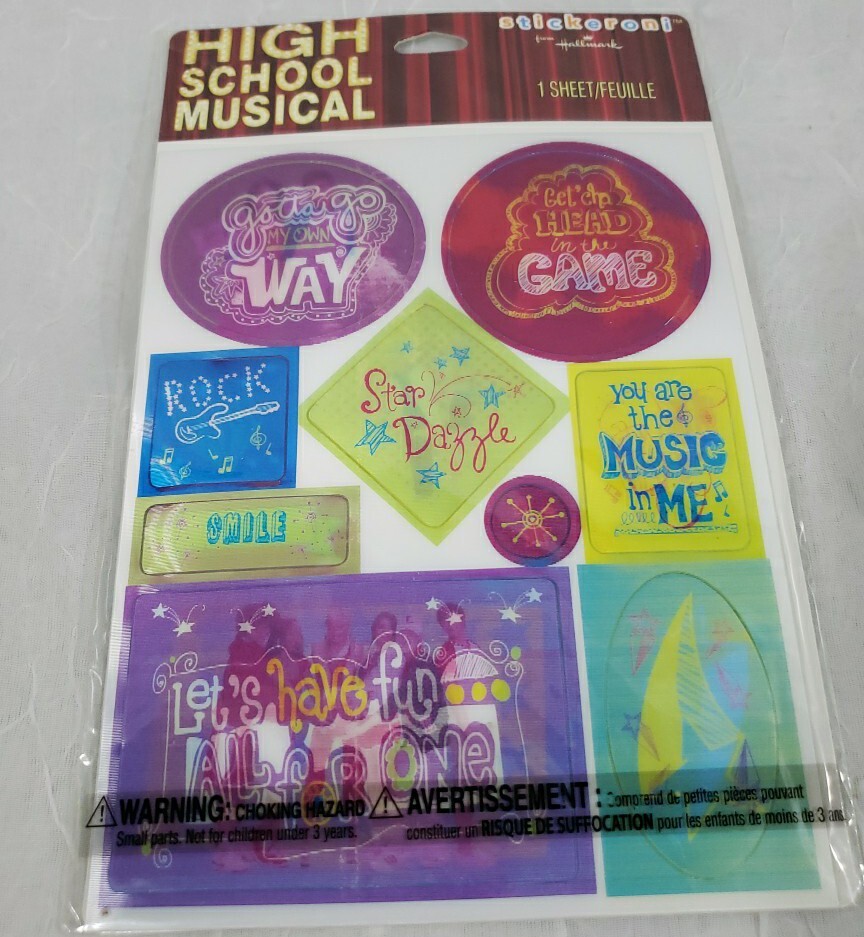 HIGH
SCHOOL
MUSICAL
stickeroni™
from Hallmark
1 SHEET/FEUILLE
gotta go
MY OWN
WAY
Get'cha
HEAD
in the
GAME
ROCK
Star
Dazzle
you are
the
MUSIC
in ME
SMILE
Let's have fun
ALL for ONE
WARNING: CHOKING HAZARD
Small parts. Not for children under 3 years.
AVERTISSEMENT : Comprend de petites pièces pouvant
constituer un RISQUE DE SUFFOCATION pour les enfants de moins de 3 ans.